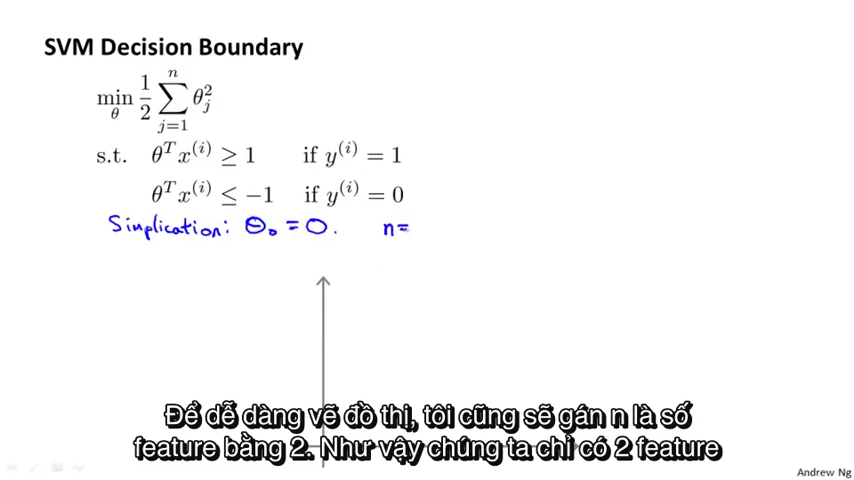 SVM Decision Boundary
min_θ 1/2 ∑_{j=1}^{n} θ_j^2
s.t. θ^T x^{(i)} ≥ 1 if y^{(i)} = 1
θ^T x^{(i)} ≤ −1 if y^{(i)} = 0
Simplication: Θ₀ = 0. n=
Để dễ dàng vẽ đồ thị, tôi cũng sẽ gán n là số
feature bằng 2. Như vậy chúng ta chỉ có 2 feature
Andrew Ng